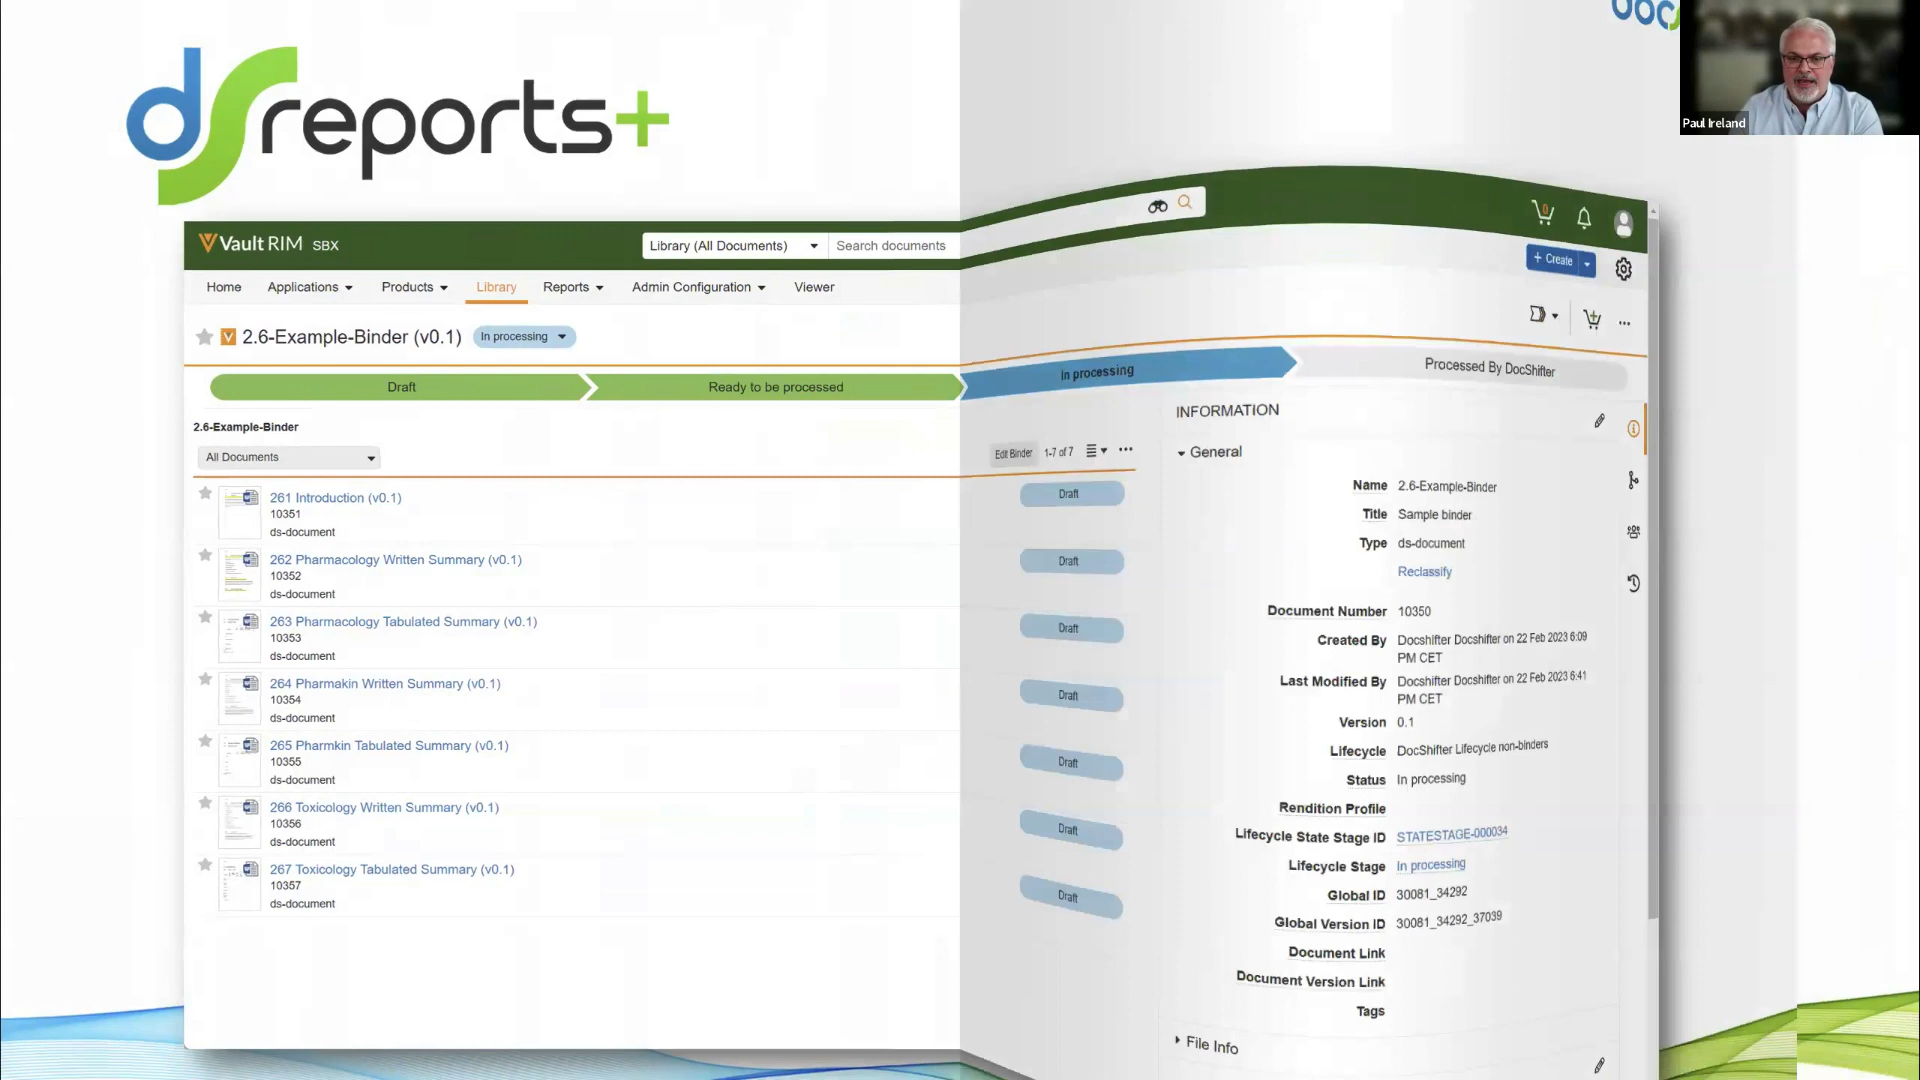 dsreports+
Paul Ireland
Vault RIM SBX
Library (All Documents)
Search documents
+ Create
Home
Applications
Products
Library
Reports
Admin Configuration
Viewer
2.6-Example-Binder (v0.1)
In processing
Draft
Ready to be processed
In processing
Processed By DocShifter
2.6-Example-Binder
All Documents
Edit Binder
1-7 of 7
261 Introduction (v0.1)
10351
ds-document
Draft
262 Pharmacology Written Summary (v0.1)
10352
ds-document
Draft
263 Pharmacology Tabulated Summary (v0.1)
10353
ds-document
Draft
264 Pharmakin Written Summary (v0.1)
10354
ds-document
Draft
265 Pharmkin Tabulated Summary (v0.1)
10355
ds-document
Draft
266 Toxicology Written Summary (v0.1)
10356
ds-document
Draft
267 Toxicology Tabulated Summary (v0.1)
10357
ds-document
Draft
INFORMATION
General
Name 2.6-Example-Binder
Title Sample binder
Type ds-document
Reclassify
Document Number 10350
Created By Docshifter Docshifter on 22 Feb 2023 6:09
PM CET
Last Modified By Docshifter Docshifter on 22 Feb 2023 6:41
PM CET
Version 0.1
Lifecycle DocShifter Lifecycle non-binders
Status In processing
Rendition Profile
Lifecycle State Stage ID STATESTAGE-000034
Lifecycle Stage In processing
Global ID 30081_34292
Global Version ID 30081_34292_37039
Document Link
Document Version Link
Tags
File Info